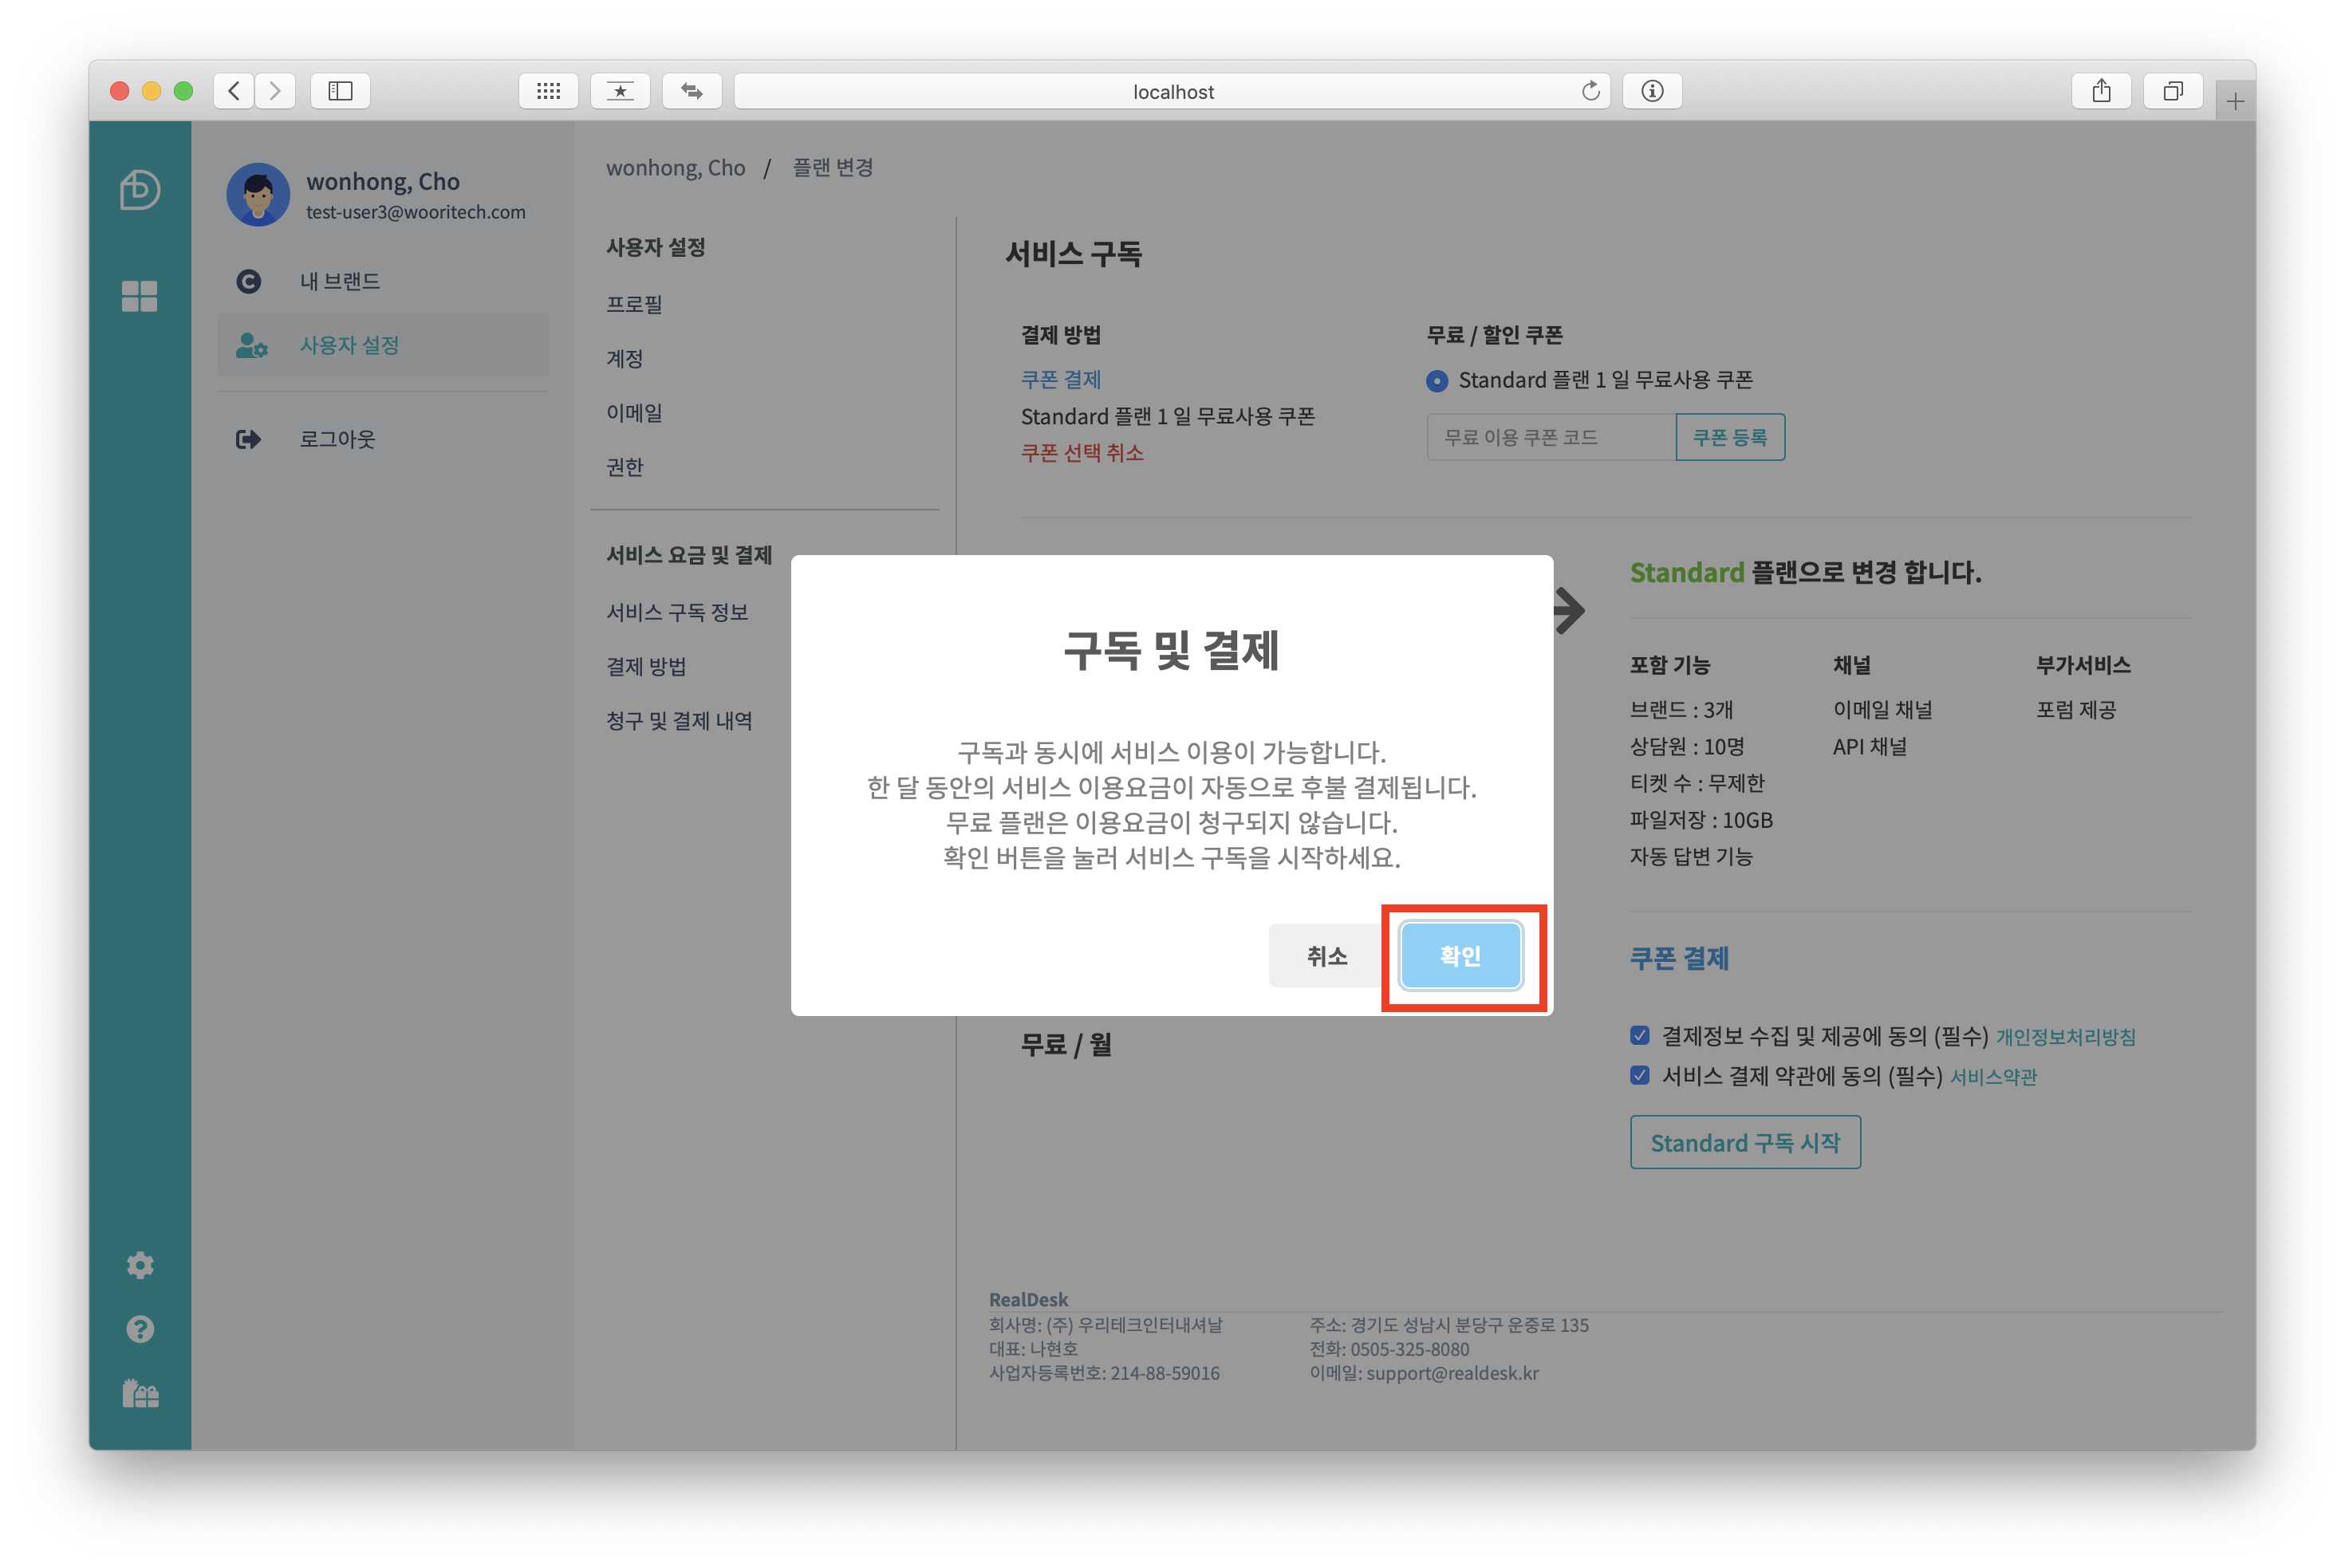 localhost
wonhong, Cho
test-user3@wooritech.com
내 브랜드
사용자 설정
로그아웃
wonhong, Cho / 플랜 변경
사용자 설정
프로필
계정
이메일
권한
서비스 요금 및 결제
서비스 구독 정보
결제 방법
청구 및 결제 내역
서비스 구독
결제 방법
쿠폰 결제
Standard 플랜 1 일 무료사용 쿠폰
쿠폰 선택 취소
무료 / 할인 쿠폰
Standard 플랜 1 일 무료사용 쿠폰
무료 이용 쿠폰 코드
쿠폰 등록
구독 및 결제
구독과 동시에 서비스 이용이 가능합니다.
한 달 동안의 서비스 이용요금이 자동으로 후불 결제됩니다.
무료 플랜은 이용요금이 청구되지 않습니다.
확인 버튼을 눌러 서비스 구독을 시작하세요.
취소
확인
무료 / 월
Standard 플랜으로 변경 합니다.
포함 기능
브랜드 : 3개
상담원 : 10명
티켓 수 : 무제한
파일저장 : 10GB
자동 답변 기능
채널
이메일 채널
API 채널
부가서비스
포럼 제공
쿠폰 결제
결제정보 수집 및 제공에 동의 (필수) 개인정보처리방침
서비스 결제 약관에 동의 (필수) 서비스약관
Standard 구독 시작
RealDesk
회사명: (주) 우리테크인터내셔날
대표: 나현호
사업자등록번호: 214-88-59016
주소: 경기도 성남시 분당구 운중로 135
전화: 0505-325-8080
이메일: support@realdesk.kr